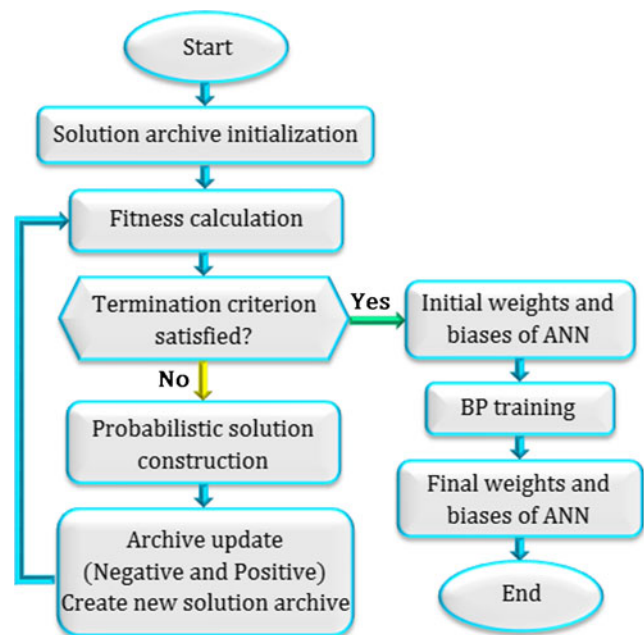 Start
Solution archive initialization
Fitness calculation
Termination criterion
satisfied?
Yes
No
Probabilistic solution
construction
Archive update
(Negative and Positive)
Create new solution archive
Initial weights and
biases of ANN
BP training
Final weights and
biases of ANN
End